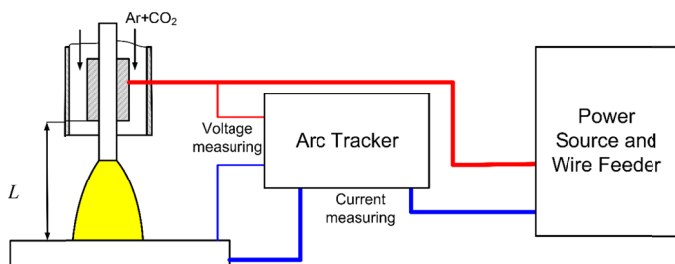 Ar+CO₂
Voltage
measuring
Arc Tracker
Current
measuring
Power
Source and
Wire Feeder
L